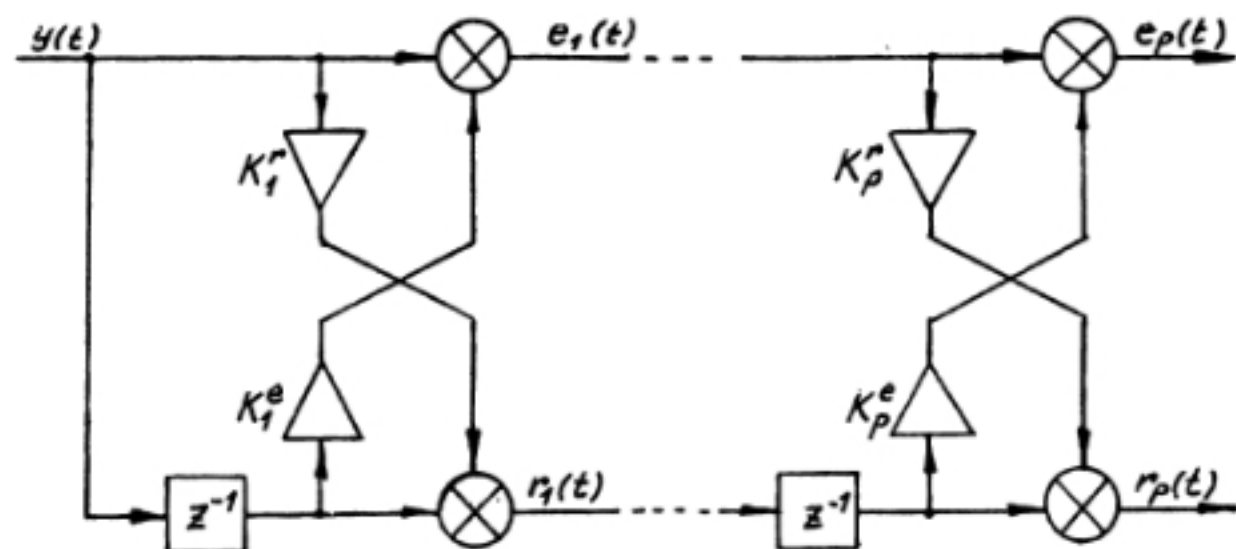 y(t) e₁(t) eₚ(t)
K₁ʳ Kₚʳ
K₁ᵉ Kₚᵉ
z⁻¹ r₁(t) z⁻¹ rₚ(t)